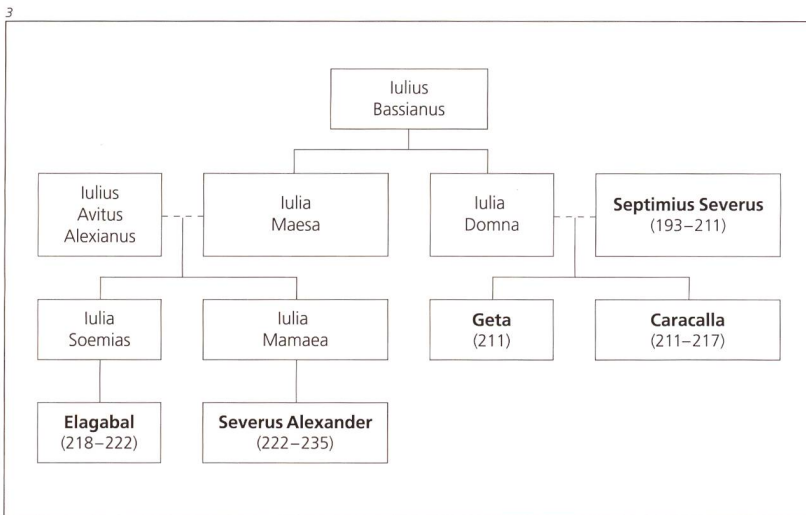 3
Iulius
Bassianus
Iulius
Avitus
Alexianus
Iulia
Maesa
Iulia
Domna
Septimius Severus
(193–211)
Iulia
Soemias
Iulia
Mamaea
Geta
(211)
Caracalla
(211–217)
Elagabal
(218–222)
Severus Alexander
(222–235)